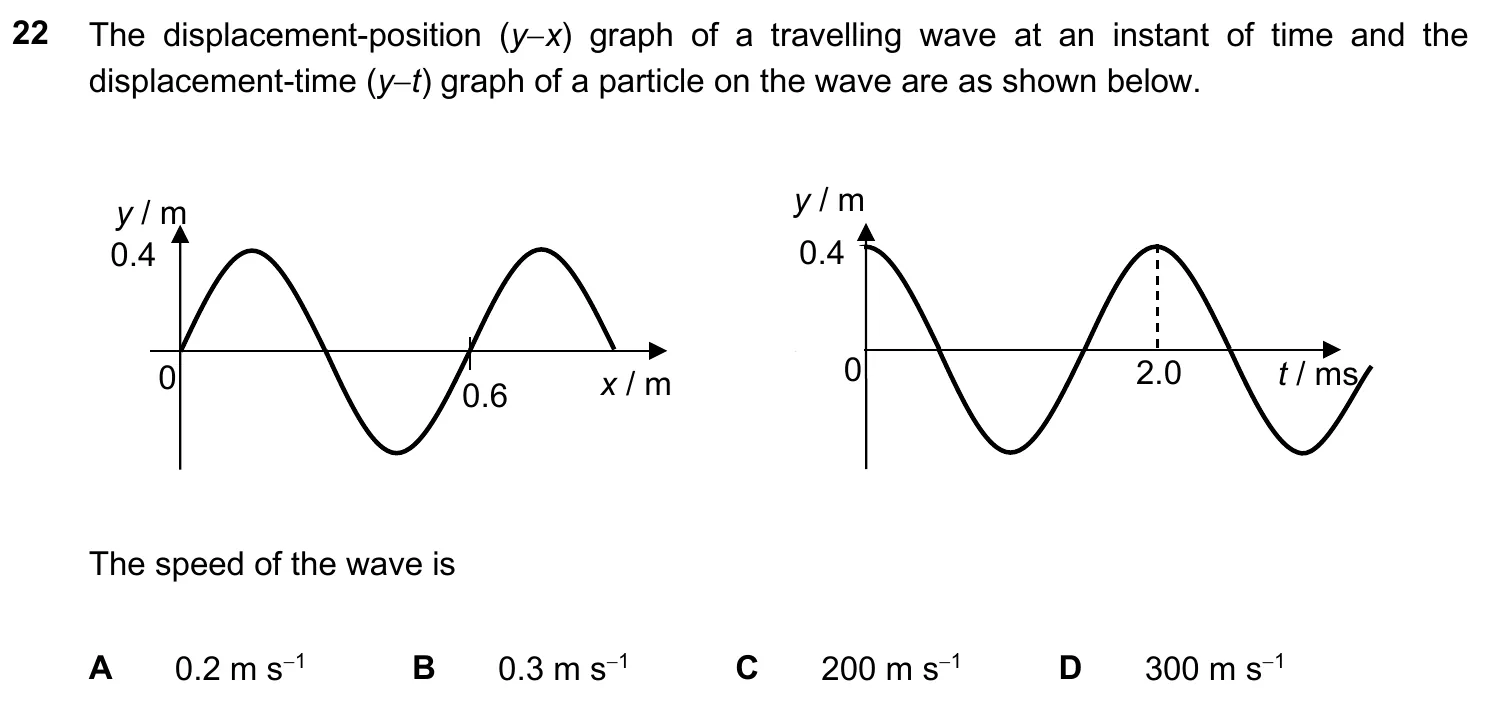 22 The displacement-position (y–x) graph of a travelling wave at an instant of time and the
displacement-time (y–t) graph of a particle on the wave are as shown below.
y / m
0.4
0
0.6
x / m
y / m
0.4
0
2.0
t / ms
The speed of the wave is
A 0.2 m s⁻¹ B 0.3 m s⁻¹ C 200 m s⁻¹ D 300 m s⁻¹